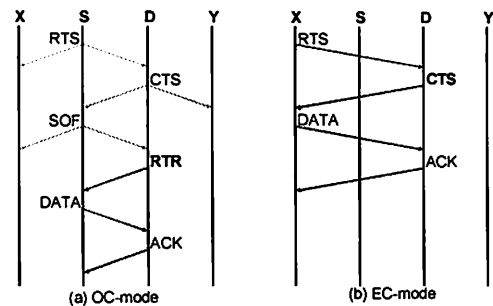 X S D Y
RTS
CTS
SOF
RTR
DATA
ACK
(a) OC-mode
X S D Y
RTS
CTS
DATA
ACK
(b) EC-mode